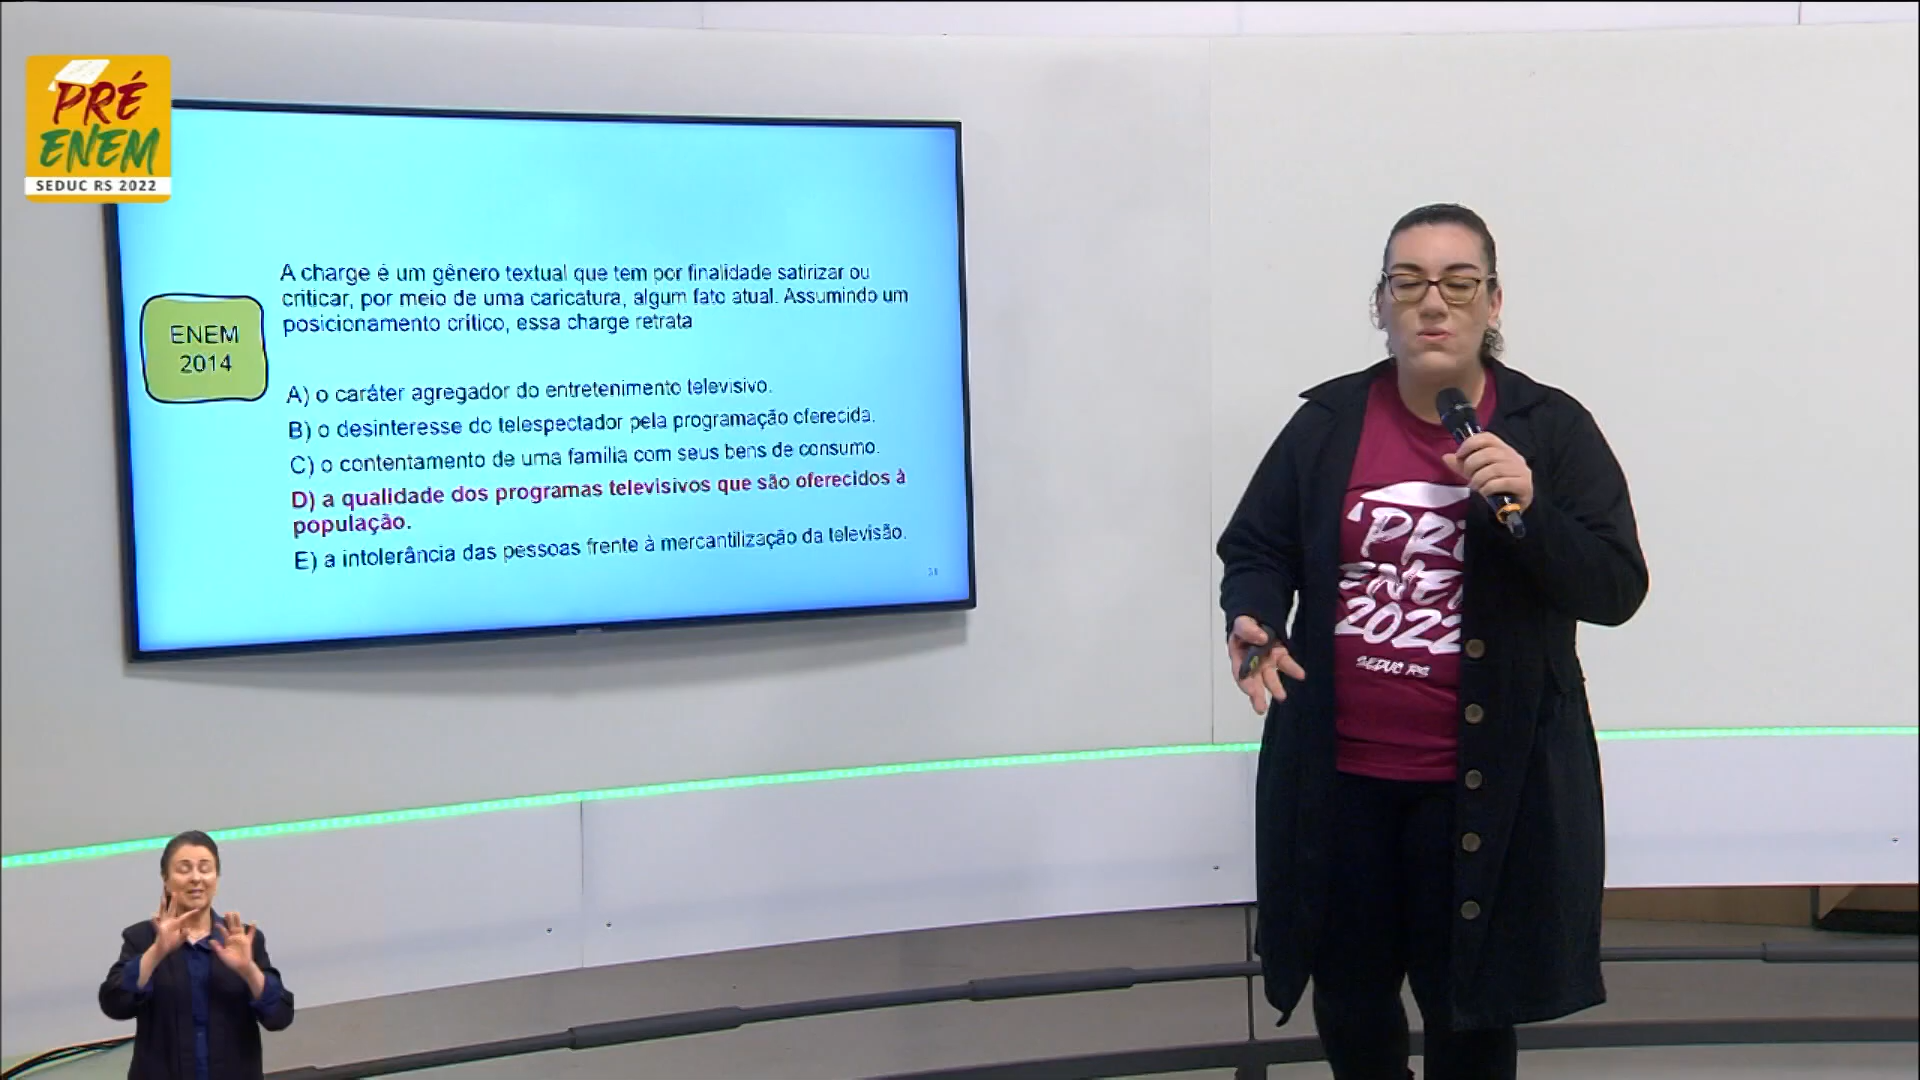 PRÉ
ENEM
SEDUC RS 2022
ENEM
2014
A charge é um gênero textual que tem por finalidade satirizar ou
criticar, por meio de uma caricatura, algum fato atual. Assumindo um
posicionamento crítico, essa charge retrata
A) o caráter agregador do entretenimento televisivo.
B) o desinteresse do telespectador pela programação oferecida.
C) o contentamento de uma família com seus bens de consumo.
D) a qualidade dos programas televisivos que são oferecidos à
população.
E) a intolerância das pessoas frente à mercantilização da televisão.
PRÉ
ENEM
2022
SEDUC RS